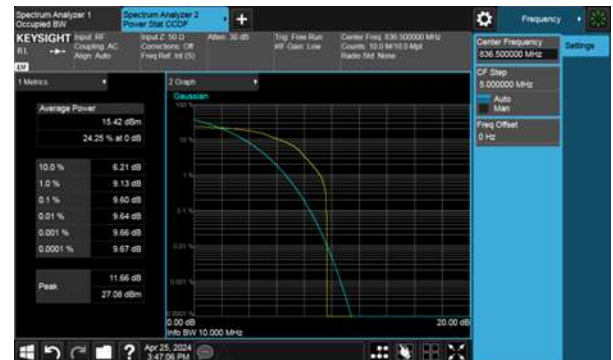 Spectrum Analyzer 1
Occupied BW
Spectrum Analyzer 2
Power Stat CCDF
+
Frequency
KEYSIGHT
Input: RF
Coupling: AC
Align: Auto
Input Z: 50 Ω
Corrections: Off
Freq Ref: Int (S)
Atten: 30 dB
Trig: Free Run
#IF Gain: Low
Center Freq: 836.500000 MHz
Counts: 10.0 M/10.0 Mpt
Radio Std: None
R L
Center Frequency
836.500000 MHz
Settings
CF Step
5.000000 MHz
Auto
Man
Freq Offset
0 Hz
1 Metrics
2 Graph
Gaussian
Average Power
15.42 dBm
24.25 % at 0 dB
10.0 % 6.21 dB
1.0 % 9.13 dB
0.1 % 9.60 dB
0.01 % 9.64 dB
0.001 % 9.66 dB
0.0001 % 9.67 dB
Peak
11.66 dB
27.08 dBm
100 %
10 %
1 %
0.1 %
0.01 %
0.001 %
0.0001 %
0.00 dB
20.00 dB
Info BW 10.000 MHz
?
Apr 25, 2024
3:47:06 PM